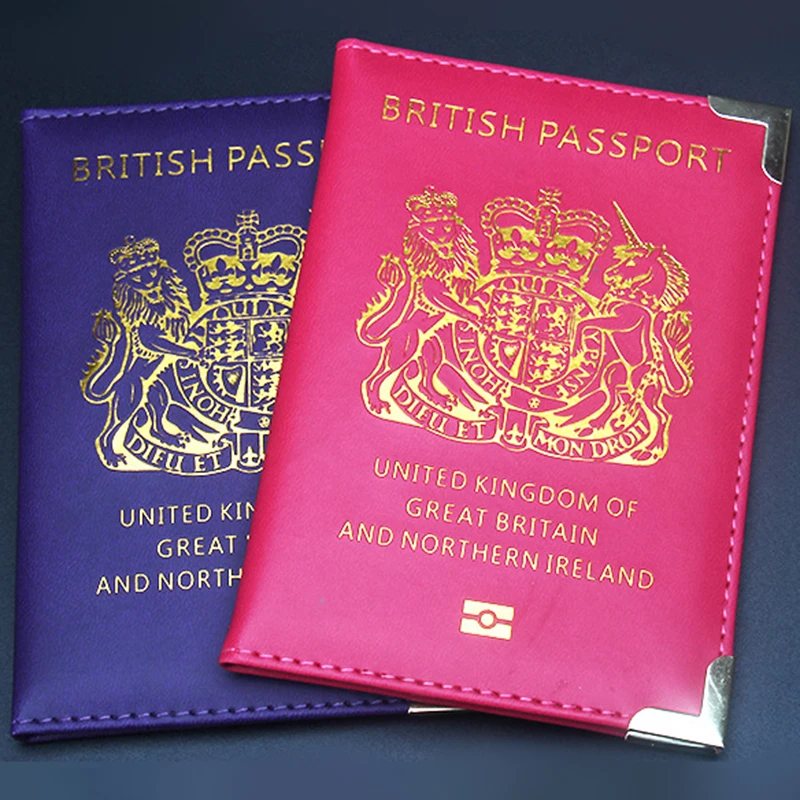 BRITISH PASS
UNITED KIN
GREAT
AND NORTH
DIEU ET
BRITISH PASSPORT
DIEU ET MON DROIT
UNITED KINGDOM OF
GREAT BRITAIN
AND NORTHERN IRELAND